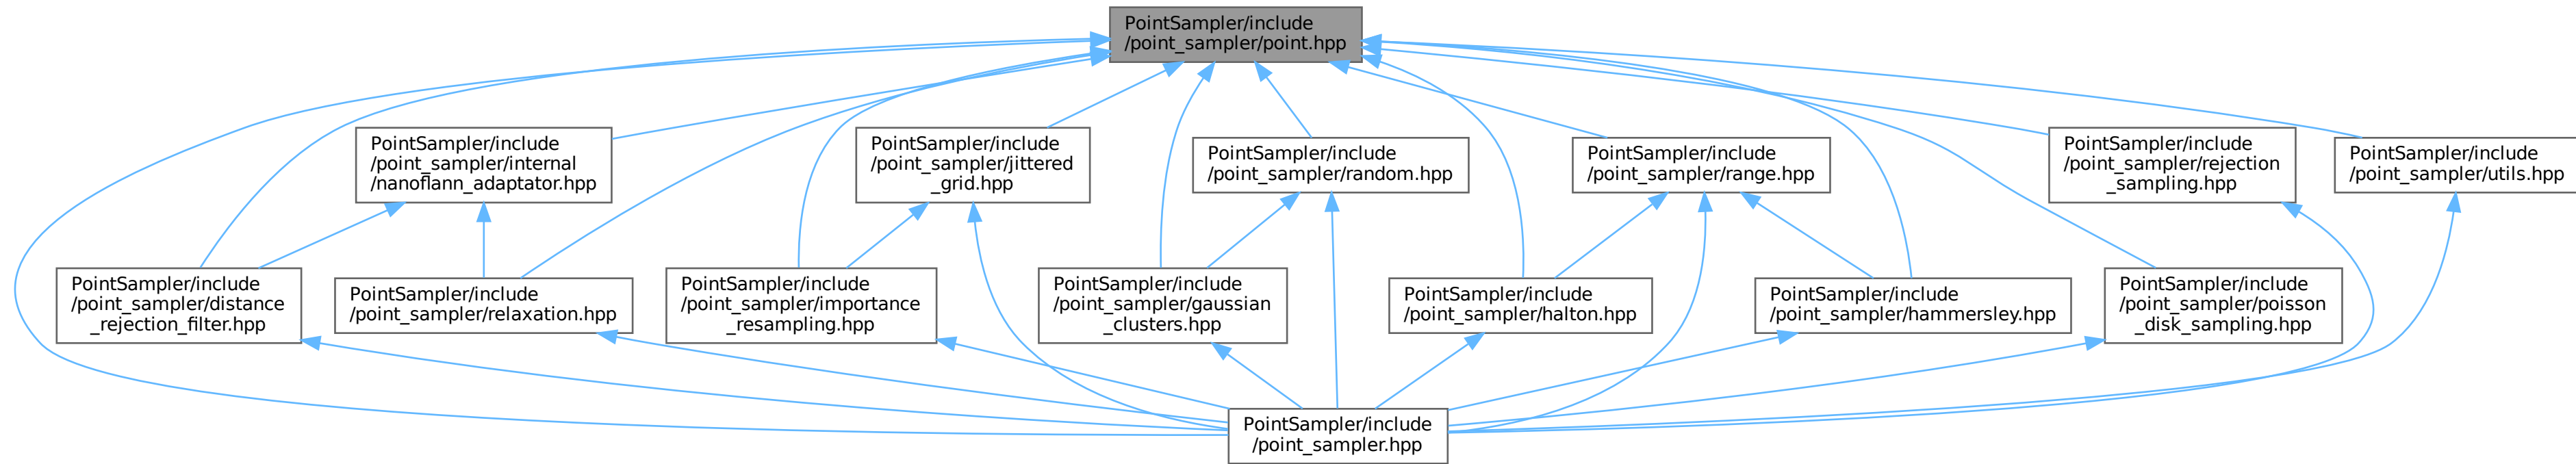 PointSampler/include
/point_sampler/point.hpp
PointSampler/include
/point_sampler/internal
/nanoflann_adaptator.hpp
PointSampler/include
/point_sampler/jittered
_grid.hpp
PointSampler/include
/point_sampler/random.hpp
PointSampler/include
/point_sampler/range.hpp
PointSampler/include
/point_sampler/rejection
_sampling.hpp
PointSampler/include
/point_sampler/utils.hpp
PointSampler/include
/point_sampler/distance
_rejection_filter.hpp
PointSampler/include
/point_sampler/relaxation.hpp
PointSampler/include
/point_sampler/importance
_resampling.hpp
PointSampler/include
/point_sampler/gaussian
_clusters.hpp
PointSampler/include
/point_sampler/halton.hpp
PointSampler/include
/point_sampler/hammersley.hpp
PointSampler/include
/point_sampler/poisson
_disk_sampling.hpp
PointSampler/include
/point_sampler.hpp